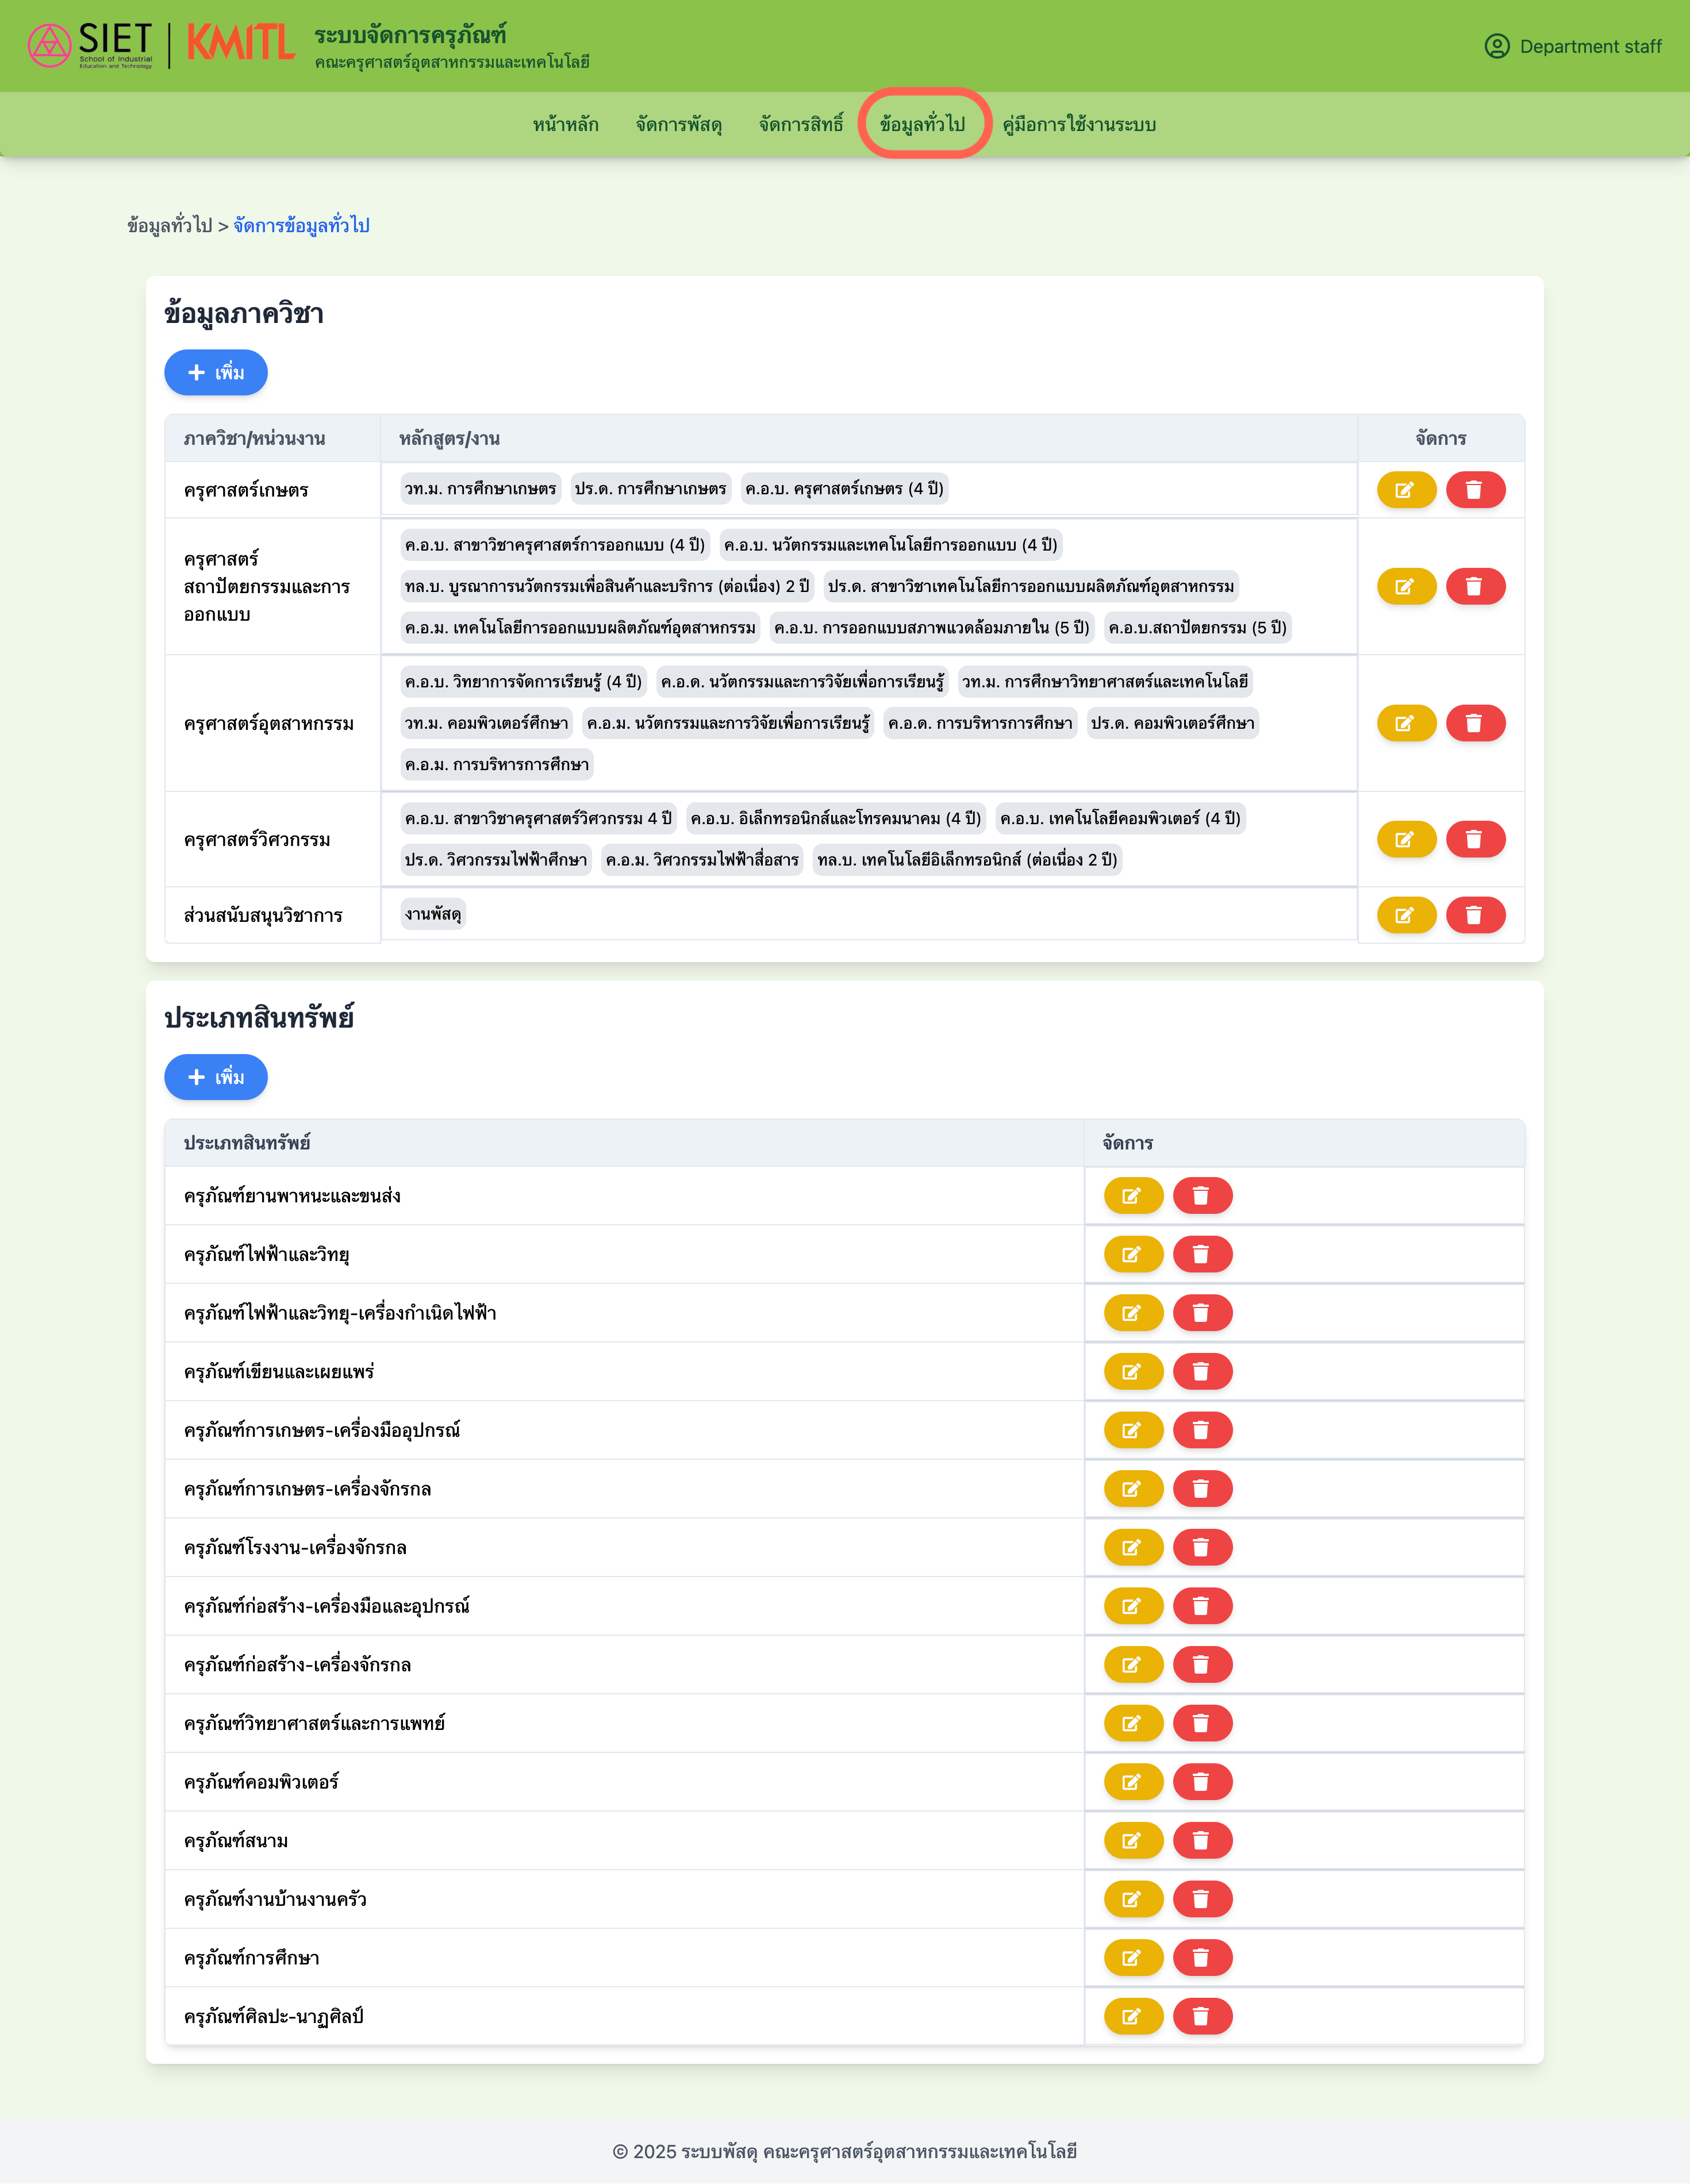 SIET
School of Industrial
Education and Technology
KMITL
ระบบจัดการครุภัณฑ์
คณะครุศาสตร์อุตสาหกรรมและเทคโนโลยี
Department staff
หน้าหลัก จัดการพัสดุ จัดการสิทธิ์ ข้อมูลทั่วไป คู่มือการใช้งานระบบ
ข้อมูลทั่วไป > จัดการข้อมูลทั่วไป
ข้อมูลภาควิชา
+ เพิ่ม
ภาควิชา/หน่วนงาน หลักสูตร/งาน จัดการ
ครุศาสตร์เกษตร
วท.ม. การศึกษาเกษตร ปร.ด. การศึกษาเกษตร ค.อ.บ. ครุศาสตร์เกษตร (4 ปี)
ครุศาสตร์
สถาปัตยกรรมและการ
ออกแบบ
ค.อ.บ. สาขาวิชาครุศาสตร์การออกแบบ (4 ปี) ค.อ.บ. นวัตกรรมและเทคโนโลยีการออกแบบ (4 ปี)
ทล.บ. บูรณาการนวัตกรรมเพื่อสินค้าและบริการ (ต่อเนื่อง) 2 ปี ปร.ด. สาขาวิชาเทคโนโลยีการออกแบบผลิตภัณฑ์อุตสาหกรรม
ค.อ.ม. เทคโนโลยีการออกแบบผลิตภัณฑ์อุตสาหกรรม ค.อ.บ. การออกแบบสภาพแวดล้อมภายใน (5 ปี) ค.อ.บ.สถาปัตยกรรม (5 ปี)
ครุศาสตร์อุตสาหกรรม
ค.อ.บ. วิทยาการจัดการเรียนรู้ (4 ปี) ค.อ.ด. นวัตกรรมและการวิจัยเพื่อการเรียนรู้ วท.ม. การศึกษาวิทยาศาสตร์และเทคโนโลยี
วท.ม. คอมพิวเตอร์ศึกษา ค.อ.ม. นวัตกรรมและการวิจัยเพื่อการเรียนรู้ ค.อ.ด. การบริหารการศึกษา ปร.ด. คอมพิวเตอร์ศึกษา
ค.อ.ม. การบริหารการศึกษา
ครุศาสตร์วิศวกรรม
ค.อ.บ. สาขาวิชาครุศาสตร์วิศวกรรม 4 ปี ค.อ.บ. อิเล็กทรอนิกส์และโทรคมนาคม (4 ปี) ค.อ.บ. เทคโนโลยีคอมพิวเตอร์ (4 ปี)
ปร.ด. วิศวกรรมไฟฟ้าศึกษา ค.อ.ม. วิศวกรรมไฟฟ้าสื่อสาร ทล.บ. เทคโนโลยีอิเล็กทรอนิกส์ (ต่อเนื่อง 2 ปี)
ส่วนสนับสนุนวิชาการ
งานพัสดุ
ประเภทสินทรัพย์
+ เพิ่ม
ประเภทสินทรัพย์ จัดการ
ครุภัณฑ์ยานพาหนะและขนส่ง
ครุภัณฑ์ไฟฟ้าและวิทยุ
ครุภัณฑ์ไฟฟ้าและวิทยุ-เครื่องกำเนิดไฟฟ้า
ครุภัณฑ์เขียนและเผยแพร่
ครุภัณฑ์การเกษตร-เครื่องมืออุปกรณ์
ครุภัณฑ์การเกษตร-เครื่องจักรกล
ครุภัณฑ์โรงงาน-เครื่องจักรกล
ครุภัณฑ์ก่อสร้าง-เครื่องมือและอุปกรณ์
ครุภัณฑ์ก่อสร้าง-เครื่องจักรกล
ครุภัณฑ์วิทยาศาสตร์และการแพทย์
ครุภัณฑ์คอมพิวเตอร์
ครุภัณฑ์สนาม
ครุภัณฑ์งานบ้านงานครัว
ครุภัณฑ์การศึกษา
ครุภัณฑ์ศิลปะ-นาฏศิลป์
© 2025 ระบบพัสดุ คณะครุศาสตร์อุตสาหกรรมและเทคโนโลยี